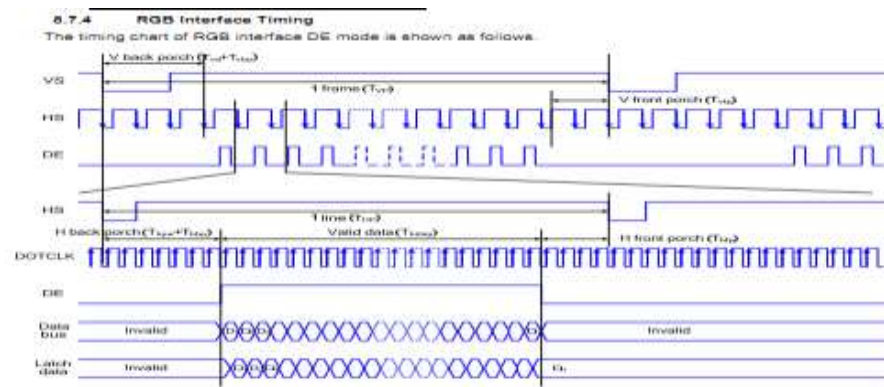 8.7.4 RGB Interface Timing
The timing chart of RGB interface DE mode is shown as follows.
V back porch
VS
1 frame
HS
V front porch
DE
HS
1 line
H back porch
Valid data
H front porch
DOTCLK
DE
Data bus
Invalid
Invalid
Latch data
Invalid